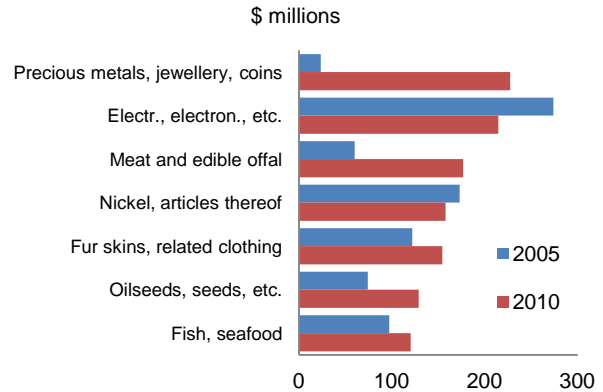 $ millions
Precious metals, jewellery, coins
Electr., electron., etc.
Meat and edible offal
Nickel, articles thereof
Fur skins, related clothing
Oilseeds, seeds, etc.
Fish, seafood
2005
2010
0 100 200 300